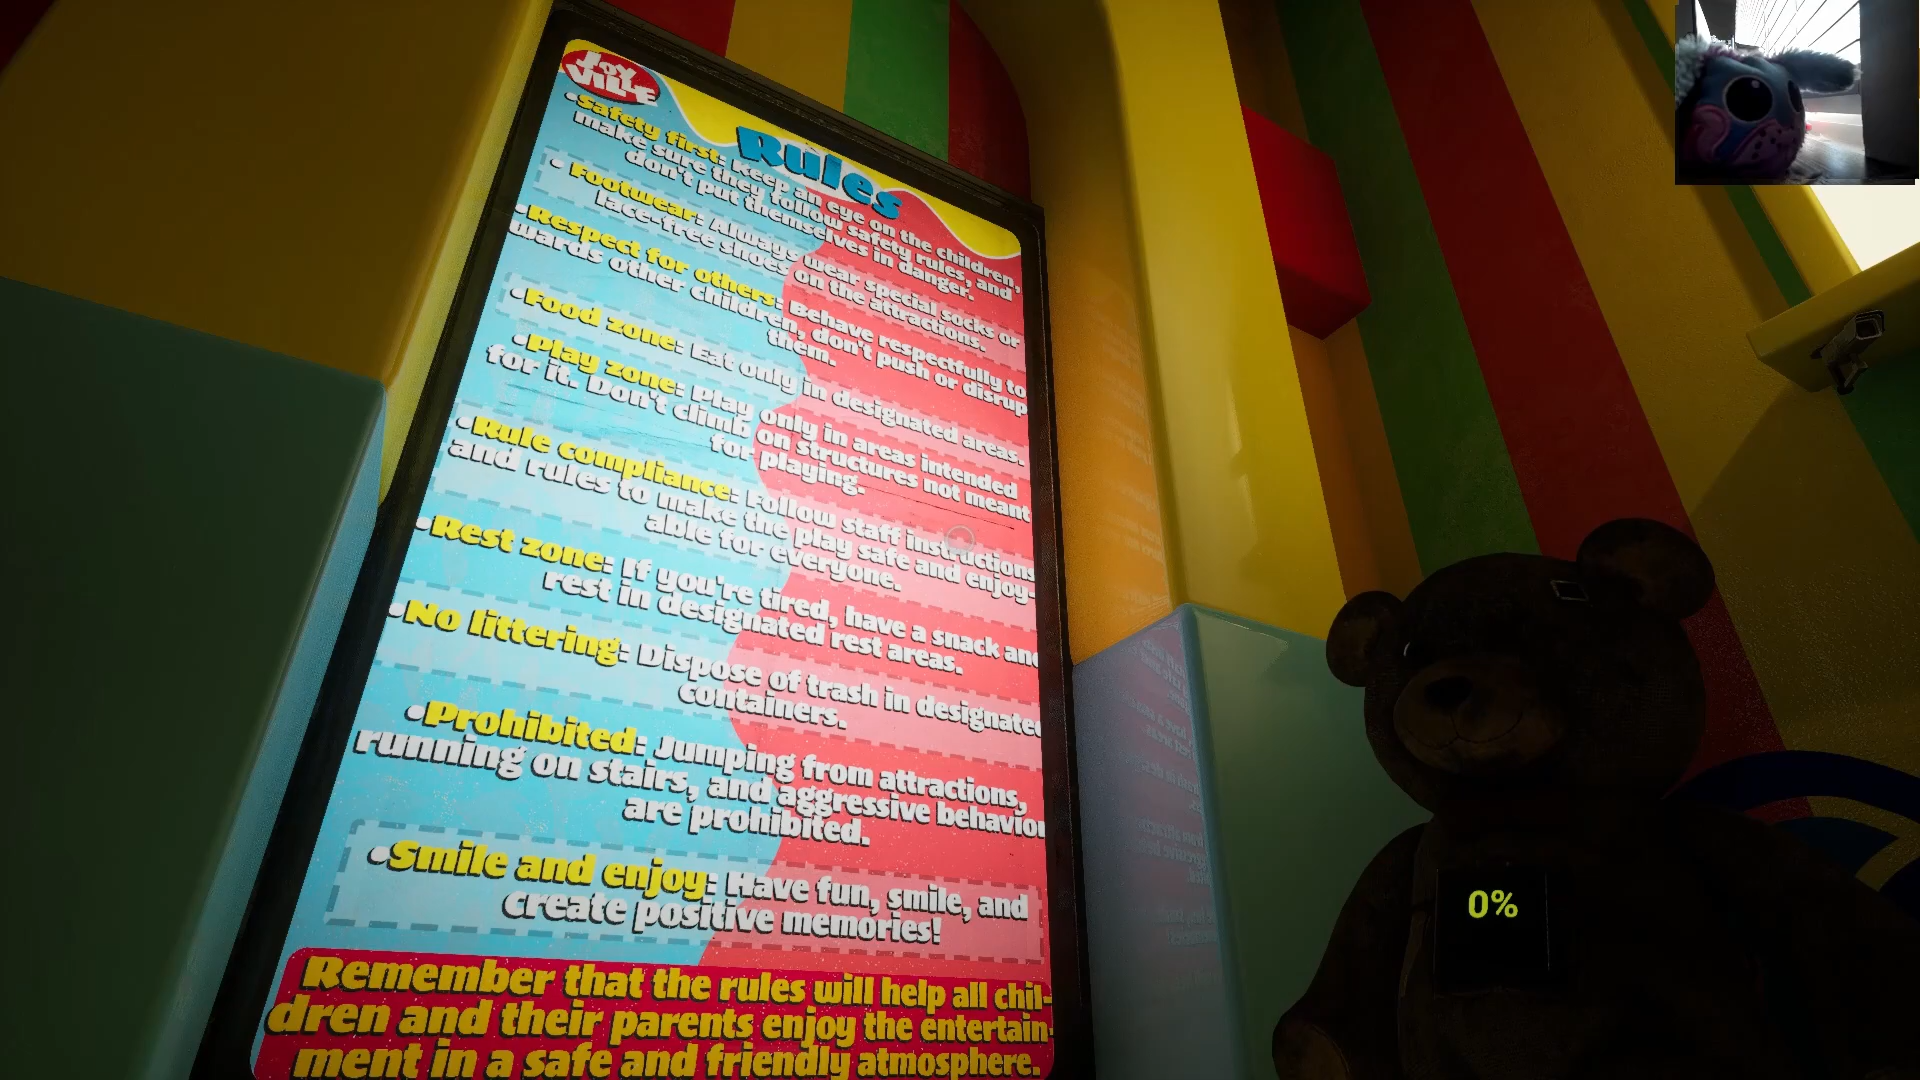 JOY
VILLE
Rules
•Safety first: Keep an eye on the children,
make sure they follow safety rules, and
don't put themselves in danger.
• Footwear: Always wear special socks or
lace-free shoes on the attractions.
•Respect for others: Behave respectfully to
wards other children, don't push or disrup
them.
•Food zone: Eat only in designated areas.
•Play zone: Play only in areas intended
for it. Don't climb on structures not meant
for playing.
•Rule compliance: Follow staff instructions
and rules to make the play safe and enjoy-
able for everyone.
•Rest zone: If you're tired, have a snack and
rest in designated rest areas.
•No littering: Dispose of trash in designated
containers.
•Prohibited: Jumping from attractions,
running on stairs, and aggressive behavior
are prohibited.
•Smile and enjoy: Have fun, smile, and
create positive memories!
Remember that the rules will help all chil-
dren and their parents enjoy the entertain-
ment in a safe and friendly atmosphere.
0%